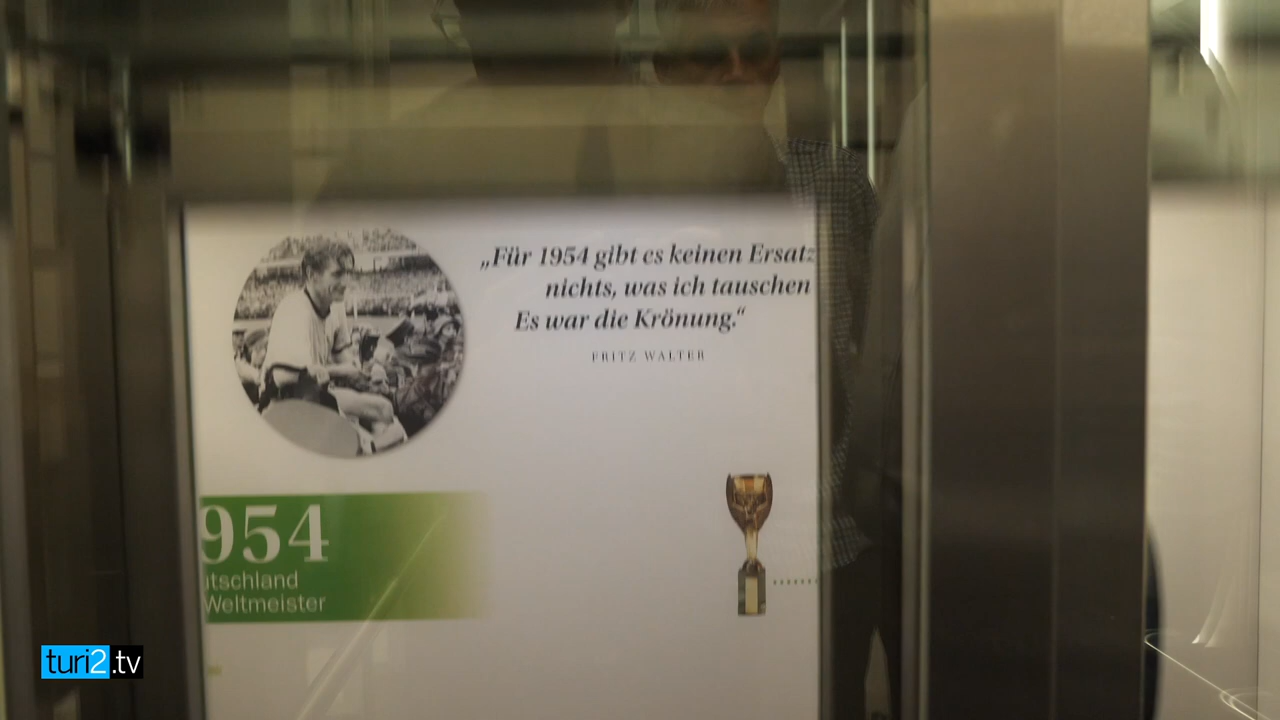 „Für 1954 gibt es keinen Ersatz
nichts, was ich tauschen
Es war die Krönung.“
FRITZ WALTER
954
utschland
Weltmeister
turi2.tv